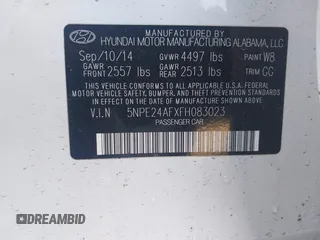 MANUFACTURED BY
HYUNDAI MOTOR MANUFACTURING ALABAMA, LLC
Sep/10/14 GVWR 4497 lbs PAINT W8
GAWR FRONT 2557 lbs GAWR REAR 2513 lbs TRIM GG
THIS VEHICLE CONFORMS TO ALL APPLICABLE U.S. FEDERAL MOTOR
VEHICLE SAFETY, BUMPER, AND THEFT PREVENTION STANDARDS
IN EFFECT ON THE DATE OF MANUFACTURE SHOWN ABOVE.
V.I.N 5NPE24AFXFH083023
PASSENGER CAR
DREAMBID